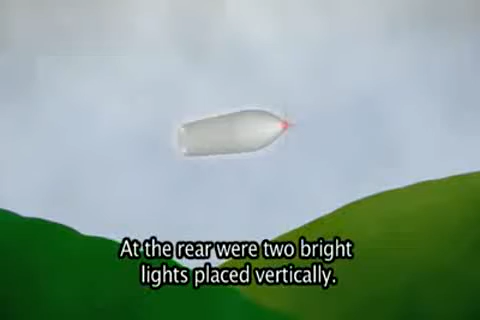 At the rear were two bright
lights placed vertically.